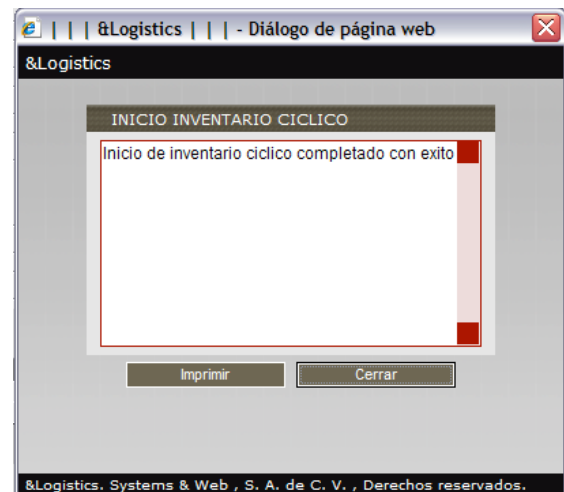 | | | &Logistics | | | - Diálogo de página web
&Logistics
INICIO INVENTARIO CICLICO
Inicio de inventario ciclico completado con exito
Imprimir Cerrar
&Logistics. Systems & Web , S. A. de C. V. , Derechos reservados.